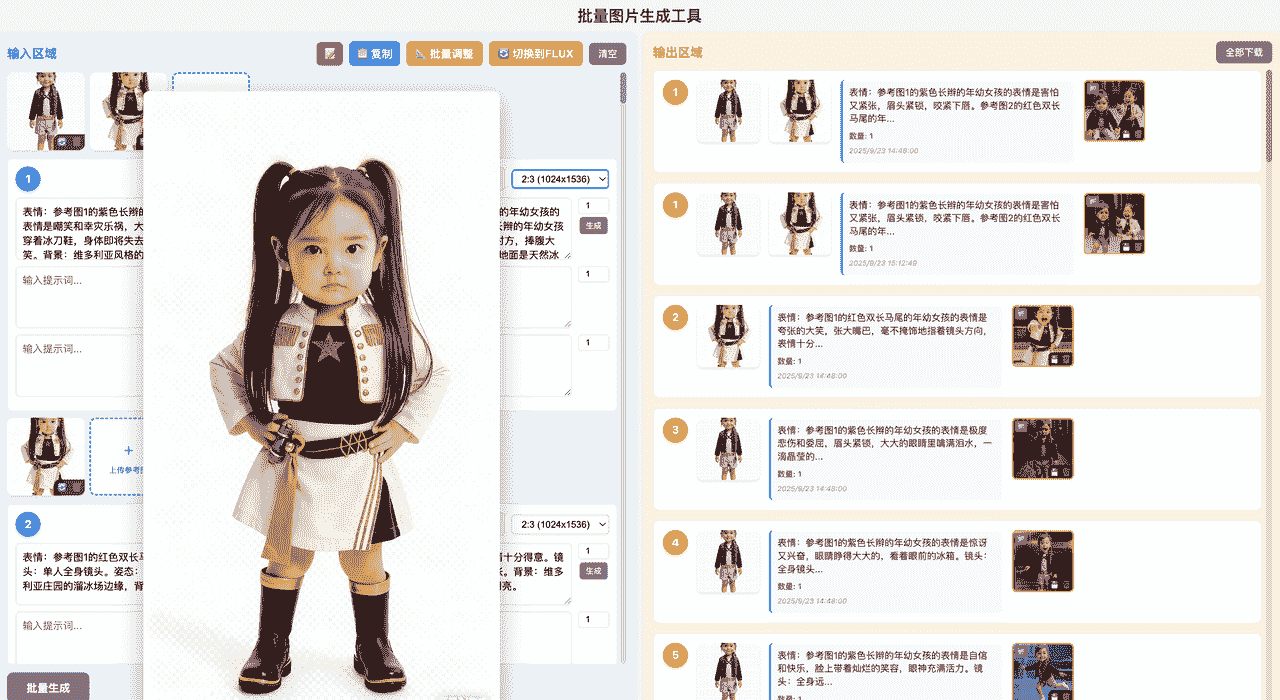 批量图片生成工具
输入区域
复制
批量调整
切换到FLUX
清空
1
2:3 (1024x1536)
表情：参考图1的紫色长辫
的年幼女孩的
表情是嘲笑和幸灾乐祸，大
长辫的年幼女孩
穿着冰刀鞋，身体即将失去
对方，捧腹大
笑。背景：维多利亚风格的
地面是天然冰
1
生成
输入提示词...
1
输入提示词...
1
上传参考图
2
2:3 (1024x1536)
表情：参考图1的红色双长马
十分得意。镜
头：单人全身镜头。姿态：
背景：维多
利亚庄园的溜冰场边缘，背
亮。
1
生成
输入提示词...
1
批量生成
输出区域
全部下载
1
表情：参考图1的紫色长辫的年幼女孩的表情是害怕
又紧张，眉头紧锁，咬紧下唇。参考图2的红色双长
马尾的年...
数量: 1
2025/9/23 14:48:00
1
表情：参考图1的紫色长辫的年幼女孩的表情是害怕
又紧张，眉头紧锁，咬紧下唇。参考图2的红色双长
马尾的年...
数量: 1
2025/9/23 15:12:49
2
表情：参考图1的红色双长马尾的年幼女孩的表情是
夸张的大笑，张大嘴巴，毫不掩饰地指着镜头方向，
表情十分...
数量: 1
2025/9/23 14:48:00
3
表情：参考图1的紫色长辫的年幼女孩的表情是极度
悲伤和委屈，眉头紧锁，大大的眼睛里噙满泪水，一
滴晶莹的...
数量: 1
2025/9/23 14:48:00
4
表情：参考图1的紫色长辫的年幼女孩的表情是惊讶
又兴奋，眼睛睁得大大的，看着眼前的冰箱。镜头：
全身镜头...
数量: 1
2025/9/23 14:48:00
5
表情：参考图1的紫色长辫的年幼女孩的表情是自信
和快乐，脸上带着灿烂的笑容，眼神充满活力。镜
头：全身远...
数量: 1